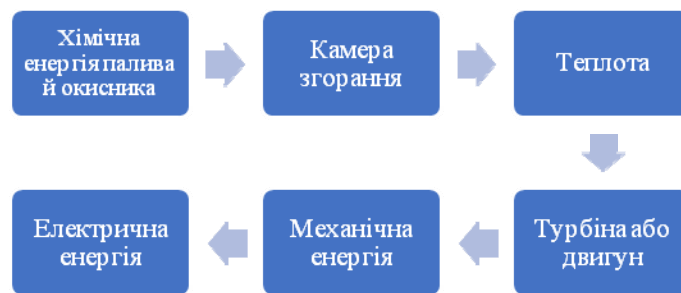 Хімічна
енергія палива
й окисника
Камера
згорання
Теплота
Турбіна або
двигун
Механічна
енергія
Електрична
енергія